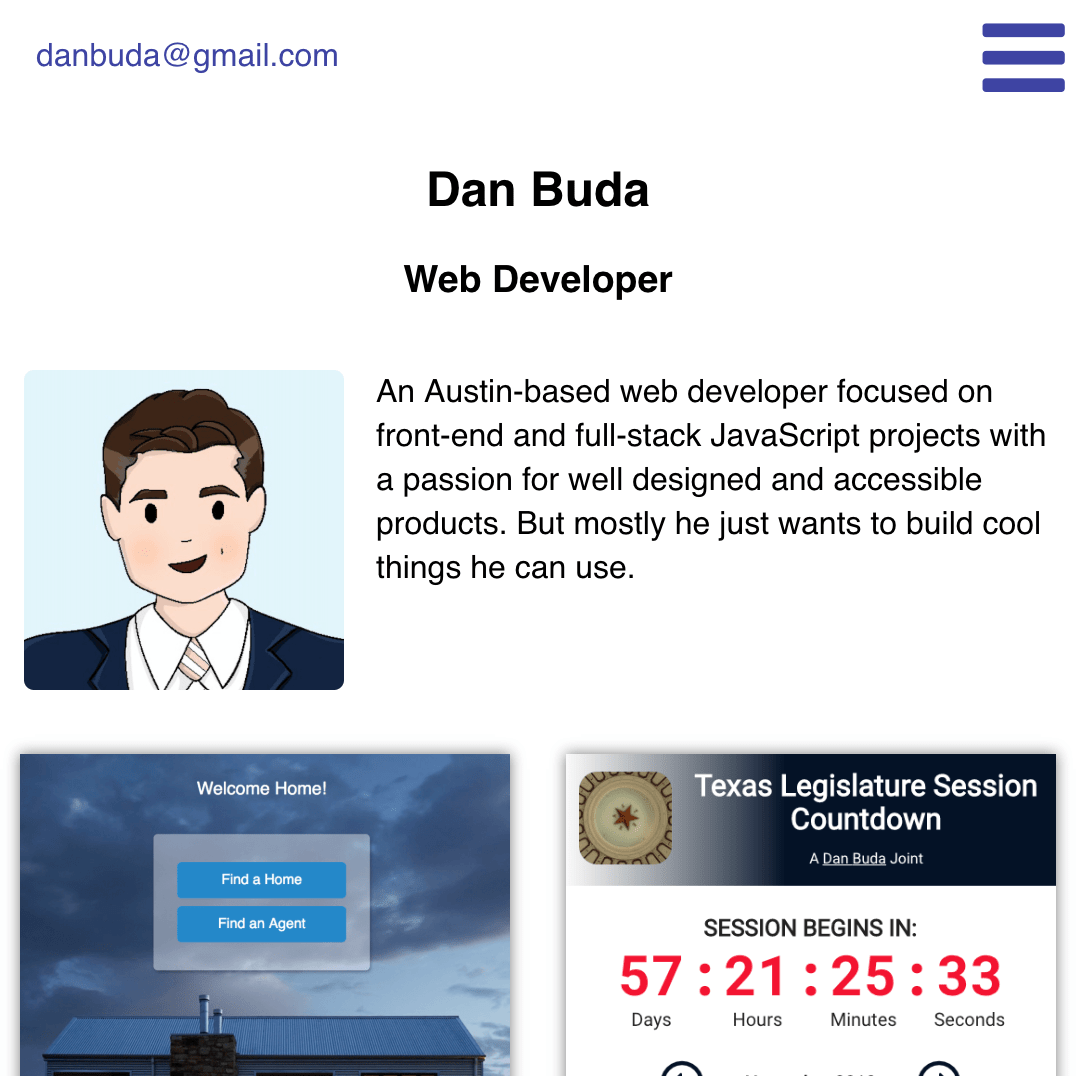 danbuda@gmail.com
Dan Buda
Web Developer
An Austin-based web developer focused on
front-end and full-stack JavaScript projects with
a passion for well designed and accessible
products. But mostly he just wants to build cool
things he can use.
Welcome Home!
Find a Home
Find an Agent
Texas Legislature Session
Countdown
A Dan Buda Joint
SESSION BEGINS IN:
57 : 21 : 25 : 33
Days Hours Minutes Seconds